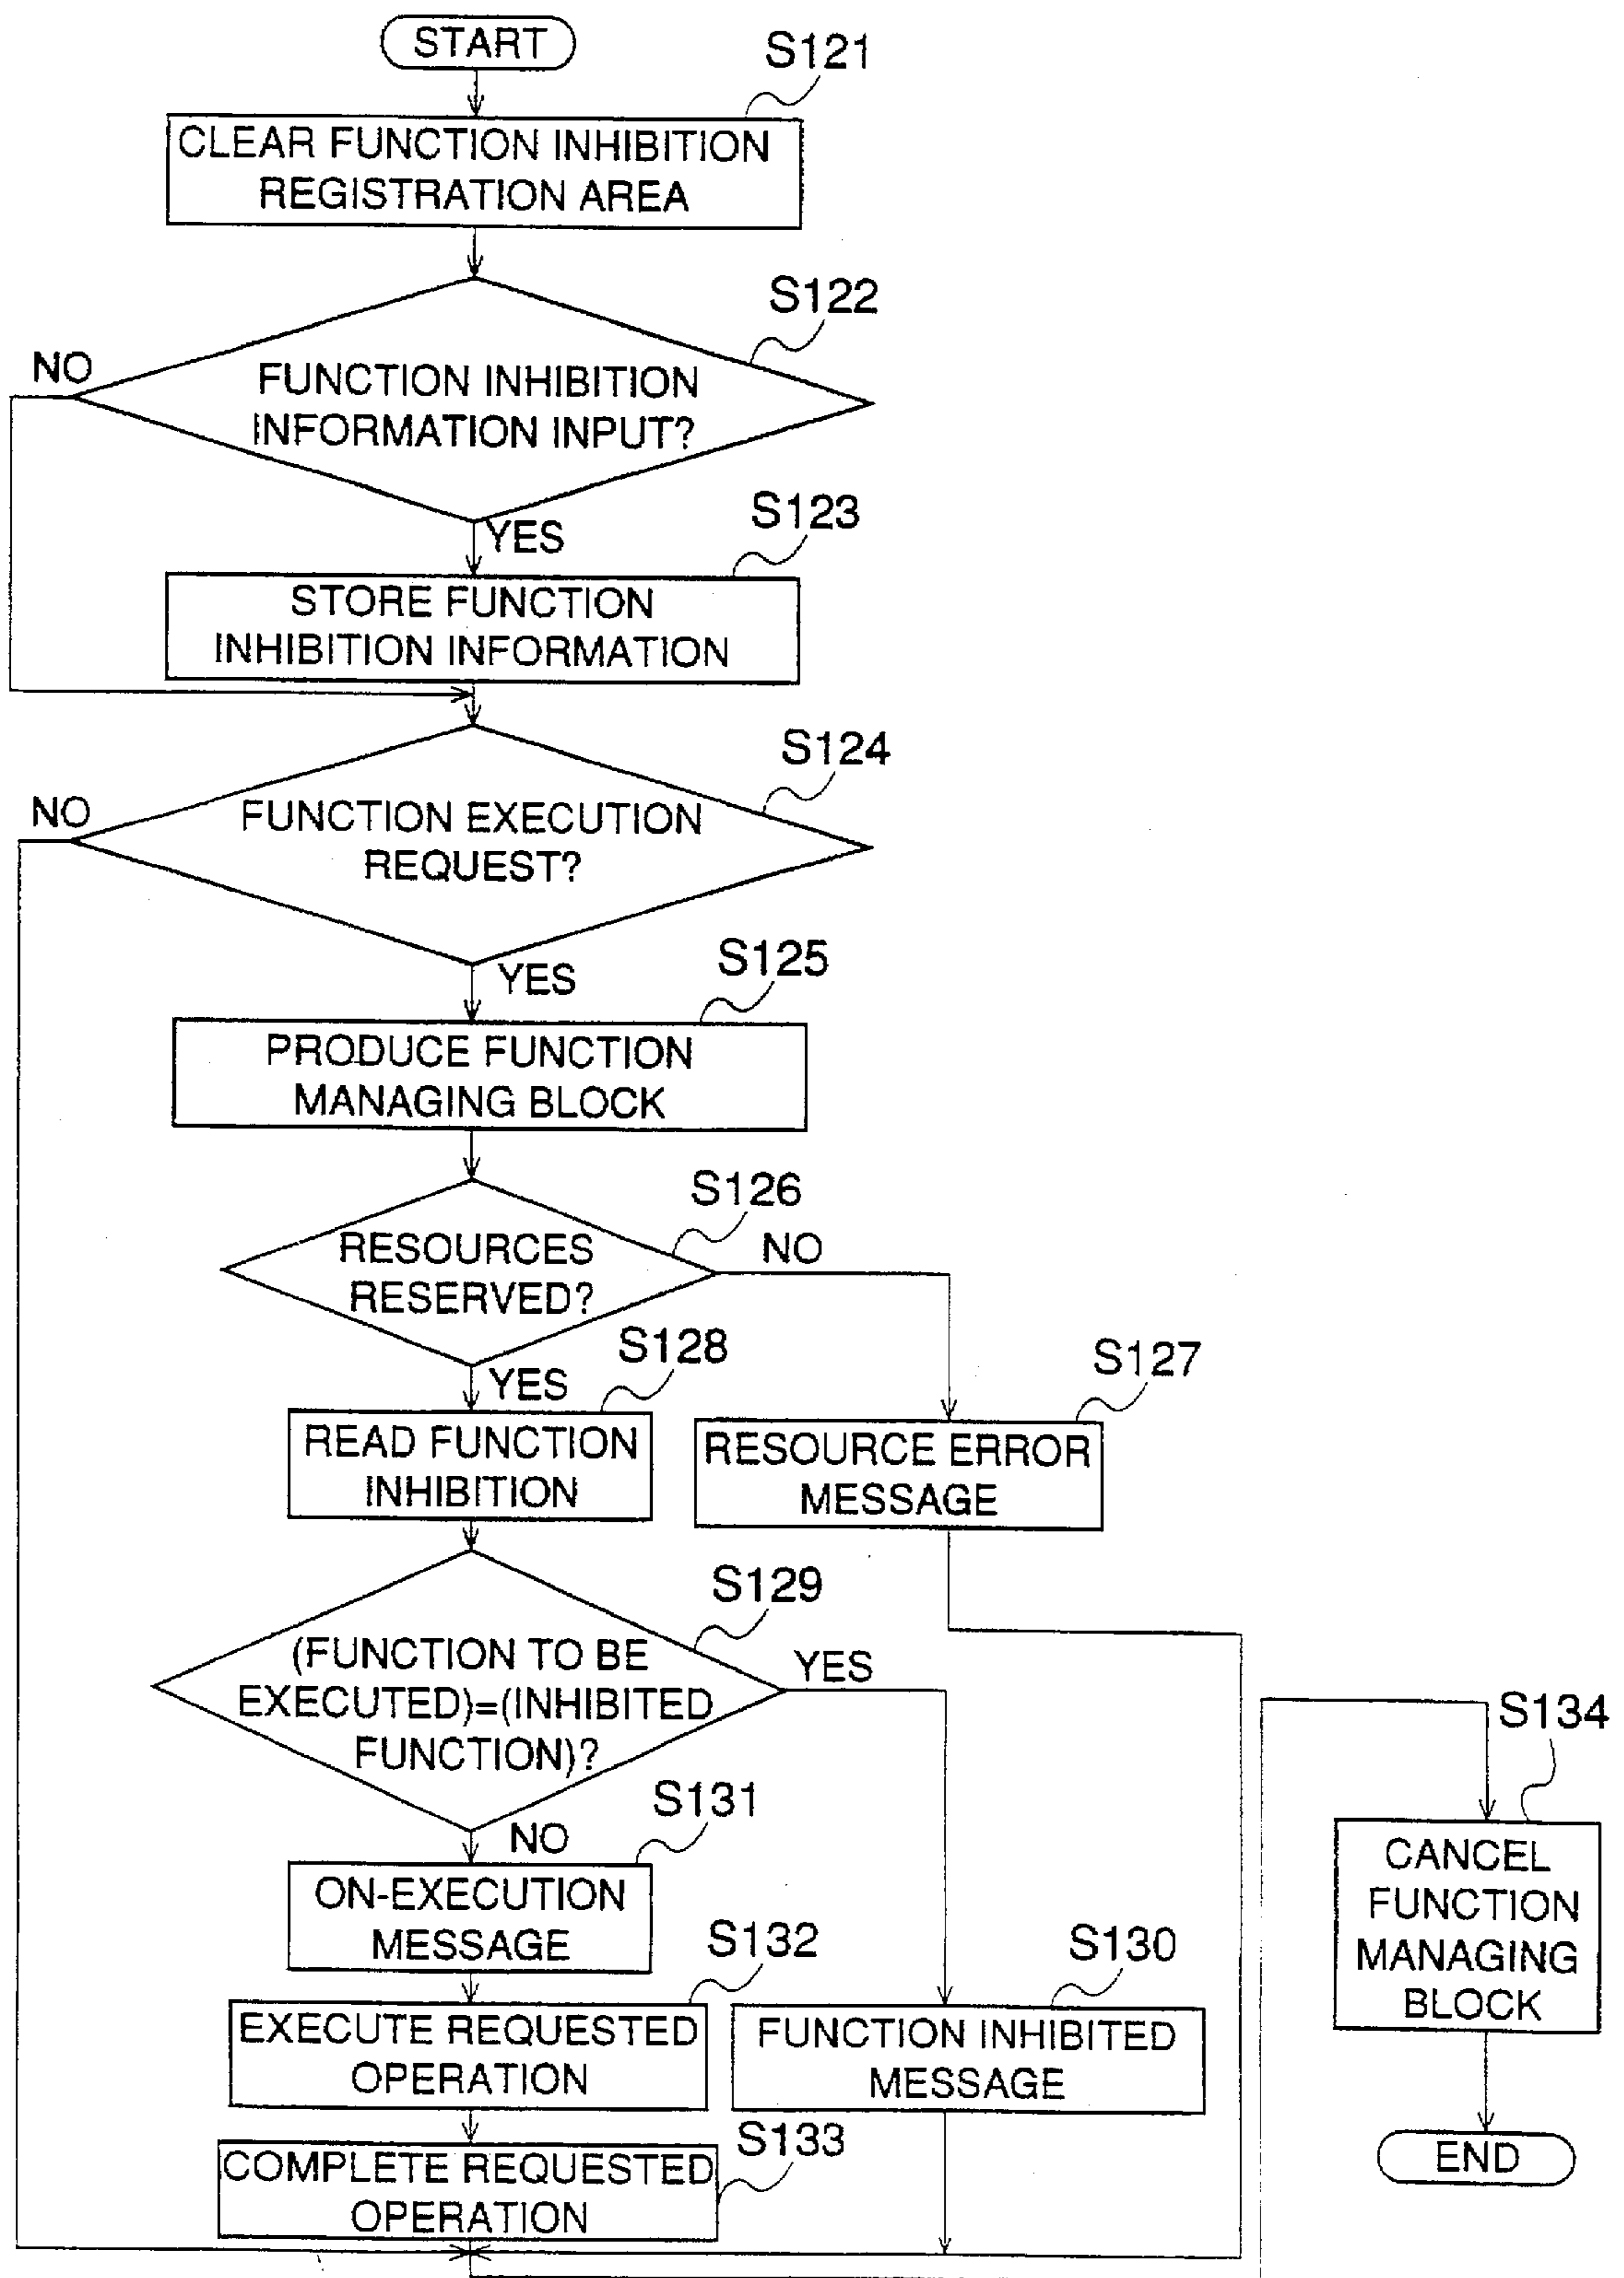 START
S121
CLEAR FUNCTION INHIBITION
REGISTRATION AREA
S122
NO
FUNCTION INHIBITION
INFORMATION INPUT?
YES
S123
STORE FUNCTION
INHIBITION INFORMATION
S124
NO
FUNCTION EXECUTION
REQUEST?
YES
S125
PRODUCE FUNCTION
MANAGING BLOCK
S126
RESOURCES
RESERVED?
NO
YES
S128
READ FUNCTION
INHIBITION
S127
RESOURCE ERROR
MESSAGE
S129
(FUNCTION TO BE
EXECUTED)=(INHIBITED
FUNCTION)?
YES
NO
S131
ON-EXECUTION
MESSAGE
S132
EXECUTE REQUESTED
OPERATION
S130
FUNCTION INHIBITED
MESSAGE
S133
COMPLETE REQUESTED
OPERATION
S134
CANCEL
FUNCTION
MANAGING
BLOCK
END